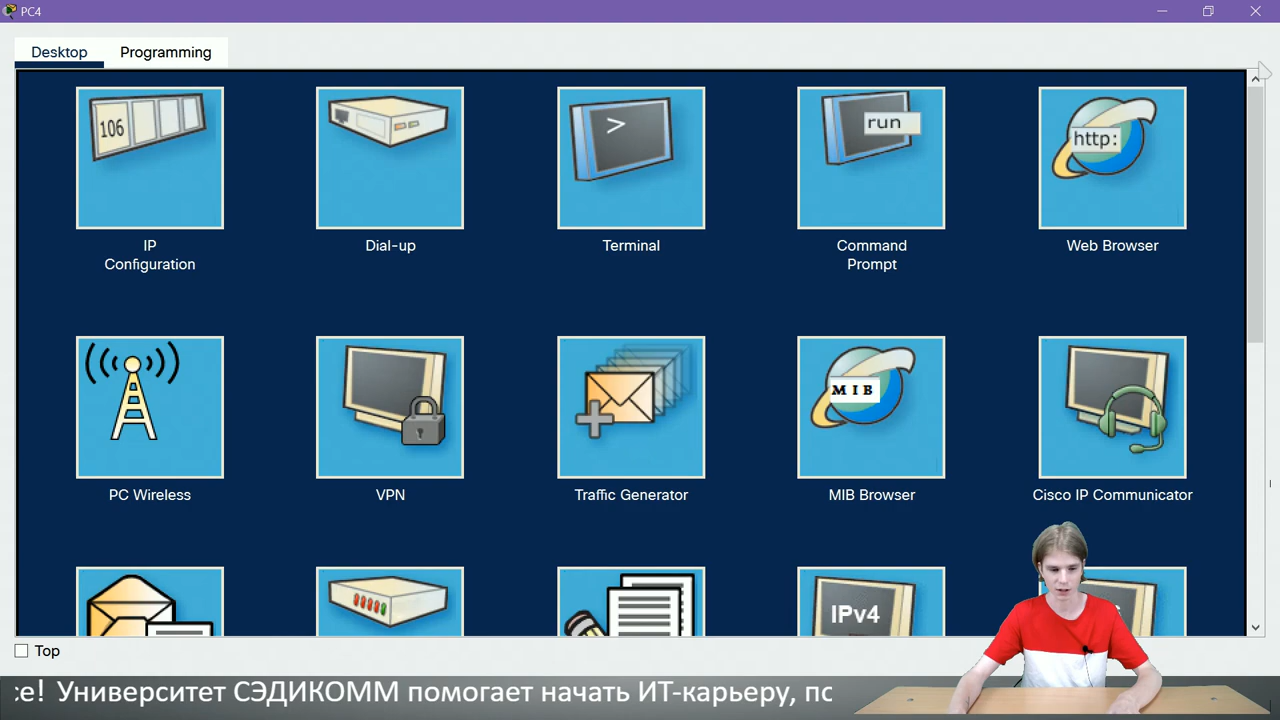 PC4
Desktop
Programming
106
>
run
http:
IP
Configuration
Dial-up
Terminal
Command
Prompt
Web Browser
MIB
PC Wireless
VPN
Traffic Generator
MIB Browser
Cisco IP Communicator
IPv4
Top
се! Университет СЭДИКОММ помогает начать ИТ-карьеру, пс